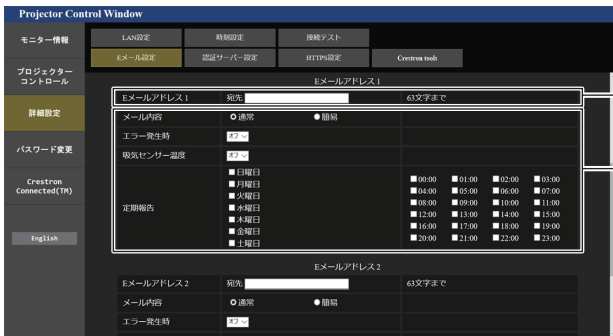 Projector Control Window
モニター情報
プロジェクター
コントロール
詳細設定
パスワード変更
Crestron
Connected(TM)
English
LAN設定 時刻設定 接続テスト
Eメール設定 認証サーバー設定 HTTPS設定 Crestron tools
Eメールアドレス1
Eメールアドレス1 宛先 63文字まで
メール内容 通常 簡易
エラー発生時 オフ
吸気センサー温度 オフ
定期報告
日曜日
月曜日
火曜日
水曜日
木曜日
金曜日
土曜日
00:00 01:00 02:00 03:00
04:00 05:00 06:00 07:00
08:00 09:00 10:00 11:00
12:00 13:00 14:00 15:00
16:00 17:00 18:00 19:00
20:00 21:00 22:00 23:00
Eメールアドレス2
Eメールアドレス2 宛先 63文字まで
メール内容 通常 簡易
エラー発生時 オフ